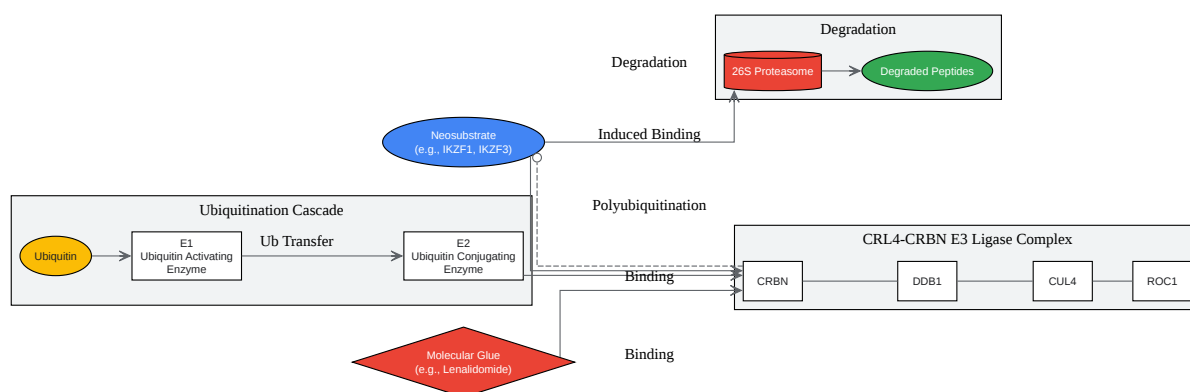 Degradation
Degradation
26S Proteasome
Degraded Peptides
Neosubstrate
(e.g., IKZF1, IKZF3)
Induced Binding
Ubiquitination Cascade
Polyubiquitination
Ubiquitin
E1
Ubiquitin Activating
Enzyme
Ub Transfer
E2
Ubiquitin Conjugating
Enzyme
CRL4-CRBN E3 Ligase Complex
Binding
CRBN
DDB1
CUL4
ROC1
Molecular Glue
(e.g., Lenalidomide)
Binding